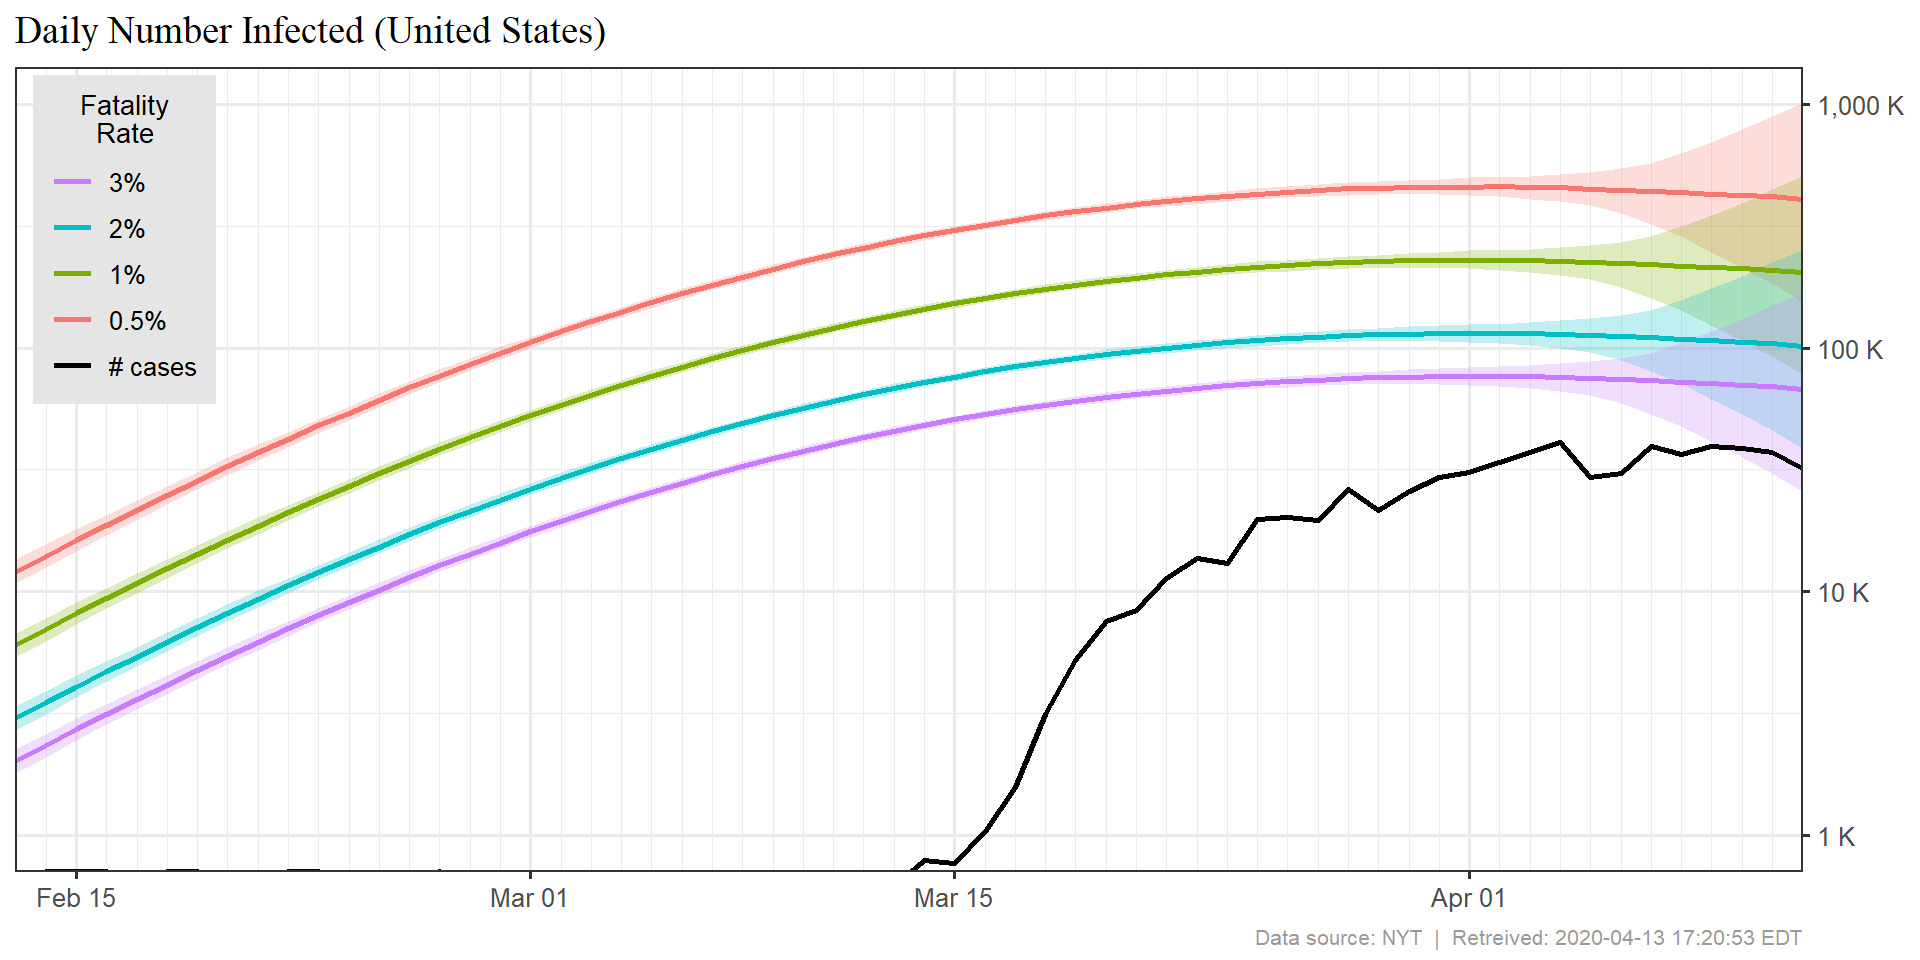 Daily Number Infected (United States)
Fatality
Rate
3%
2%
1%
0.5%
# cases
1,000 K
100 K
10 K
1 K
Feb 15
Mar 01
Mar 15
Apr 01
Data source: NYT | Retreived: 2020-04-13 17:20:53 EDT